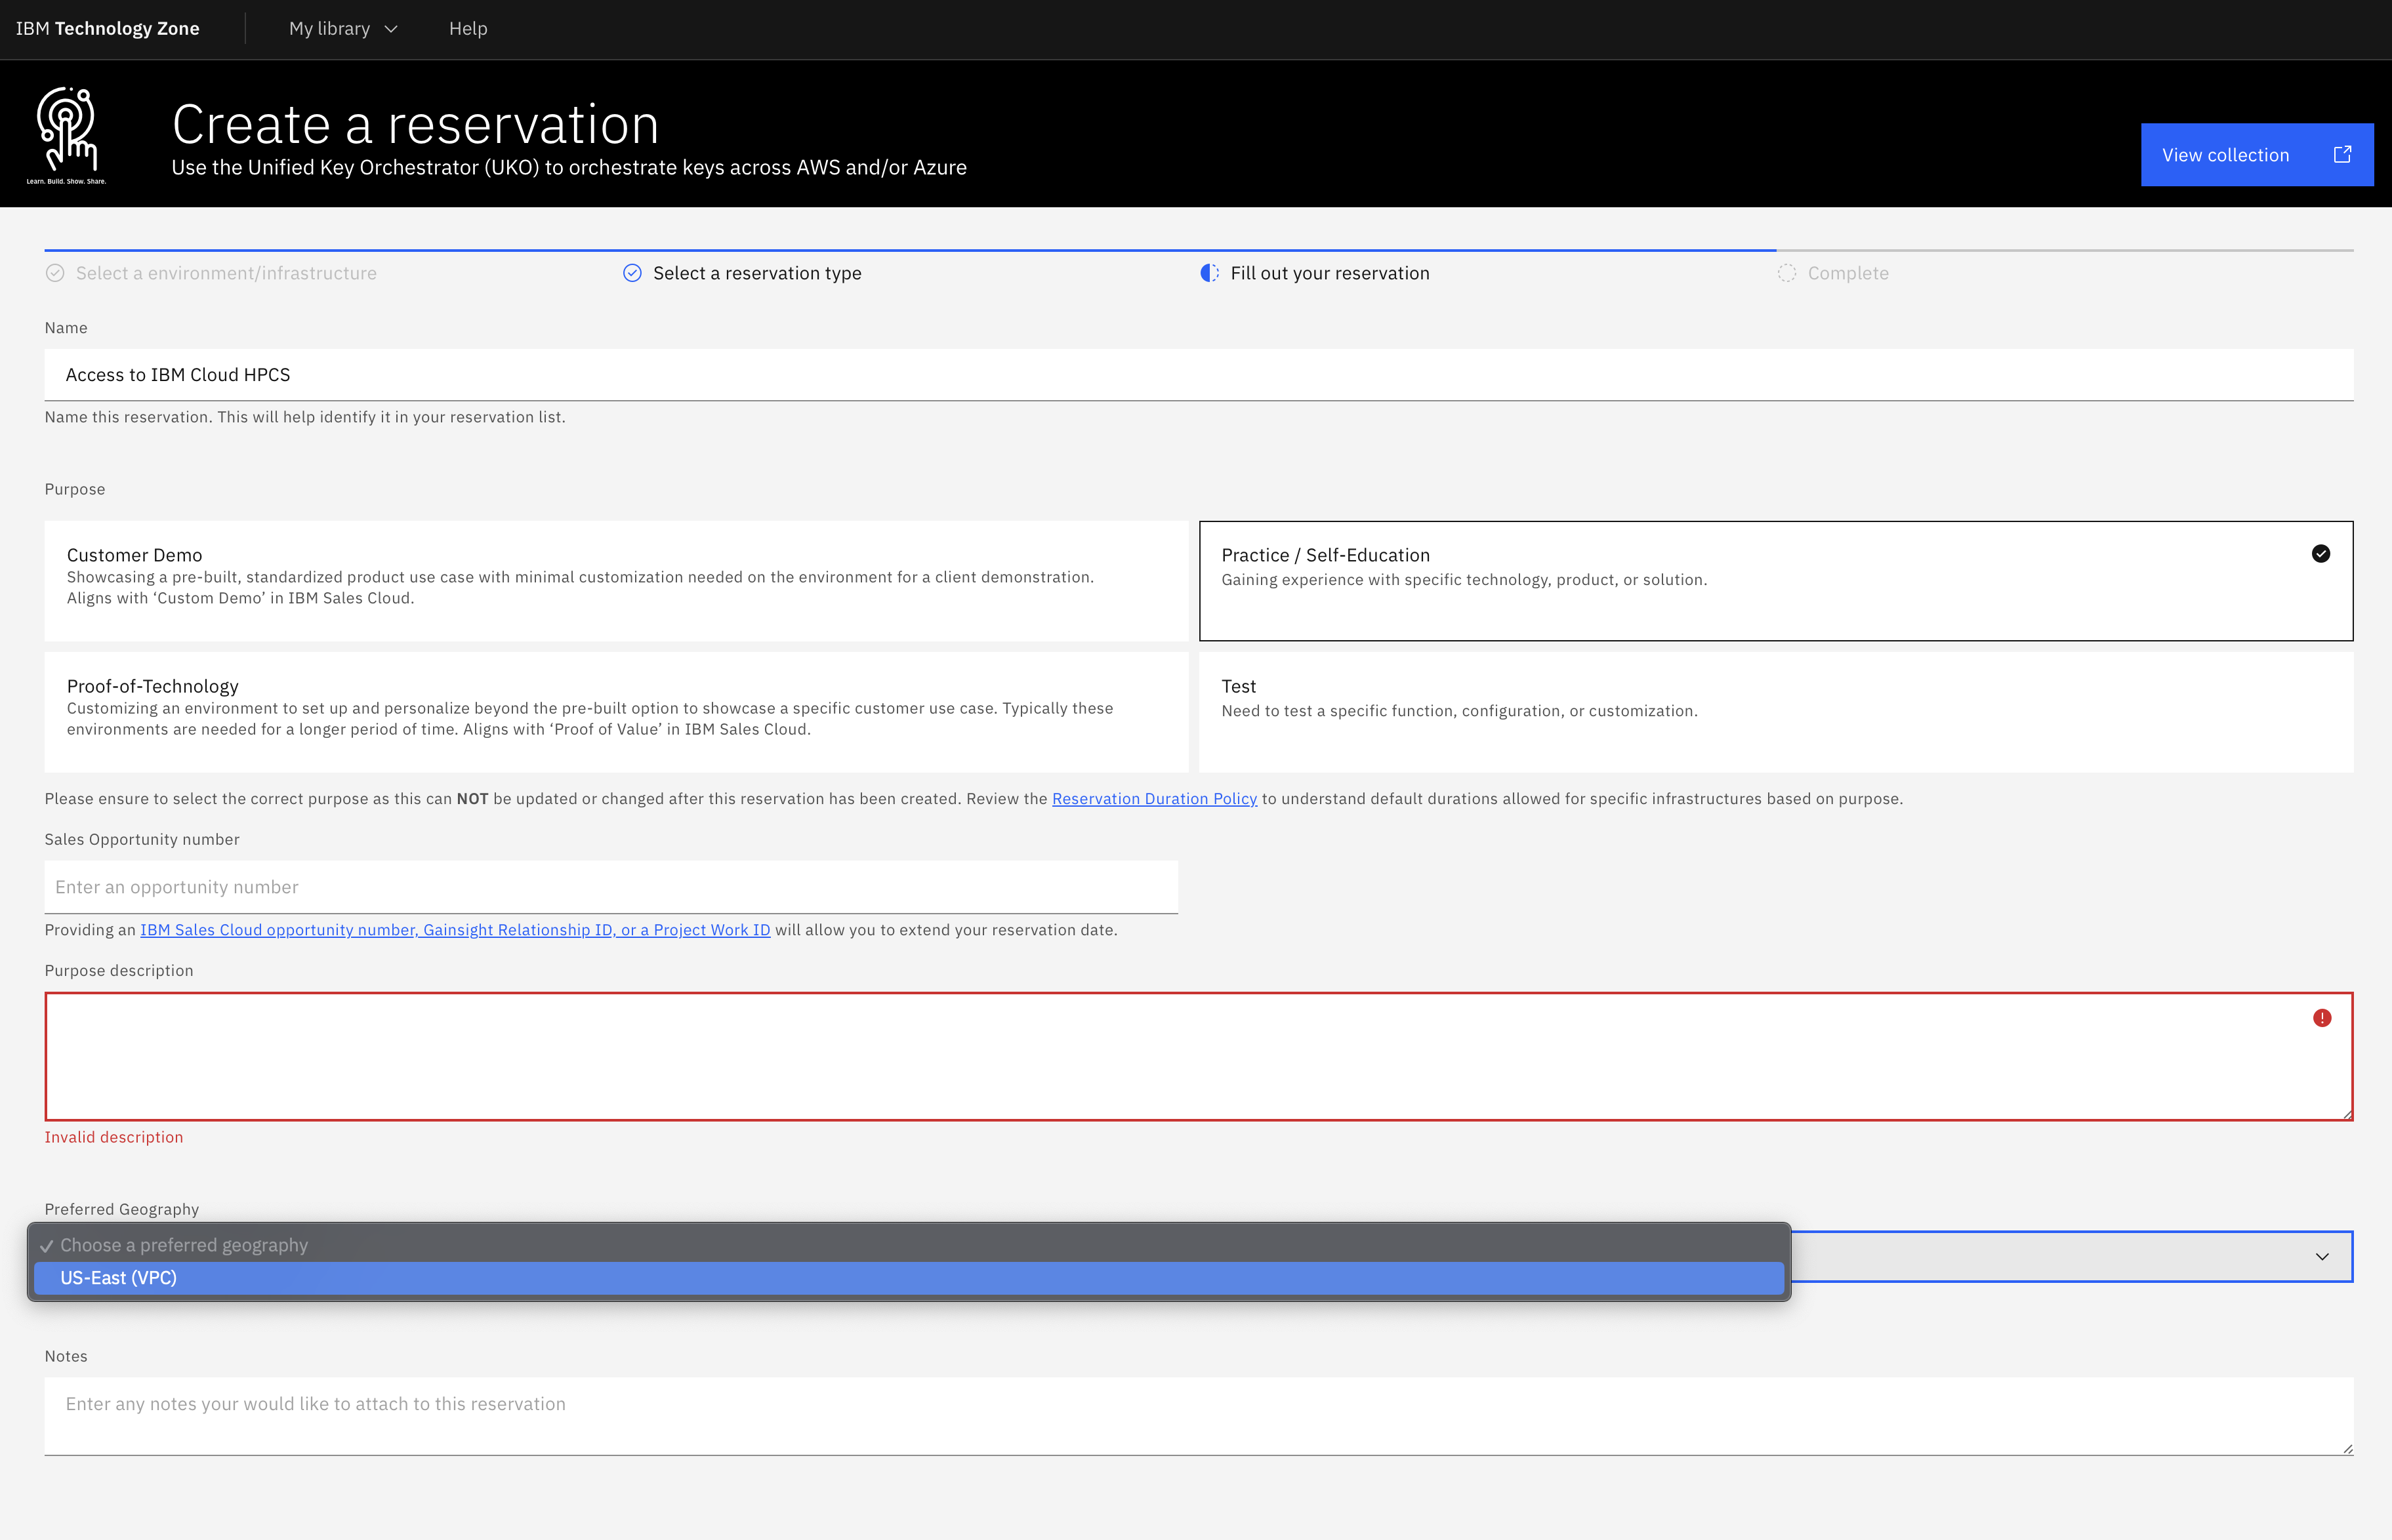 IBM Technology Zone
My library
Help
Learn. Build. Show. Share.
Create a reservation
Use the Unified Key Orchestrator (UKO) to orchestrate keys across AWS and/or Azure
View collection
Select a environment/infrastructure
Select a reservation type
Fill out your reservation
Complete
Name
Access to IBM Cloud HPCS
Name this reservation. This will help identify it in your reservation list.
Purpose
Customer Demo
Showcasing a pre-built, standardized product use case with minimal customization needed on the environment for a client demonstration.
Aligns with ‘Custom Demo’ in IBM Sales Cloud.
Practice / Self-Education
Gaining experience with specific technology, product, or solution.
Proof-of-Technology
Customizing an environment to set up and personalize beyond the pre-built option to showcase a specific customer use case. Typically these
environments are needed for a longer period of time. Aligns with ‘Proof of Value’ in IBM Sales Cloud.
Test
Need to test a specific function, configuration, or customization.
Please ensure to select the correct purpose as this can NOT be updated or changed after this reservation has been created. Review the Reservation Duration Policy to understand default durations allowed for specific infrastructures based on purpose.
Sales Opportunity number
Enter an opportunity number
Providing an IBM Sales Cloud opportunity number, Gainsight Relationship ID, or a Project Work ID will allow you to extend your reservation date.
Purpose description
Invalid description
Preferred Geography
Choose a preferred geography
US-East (VPC)
Notes
Enter any notes your would like to attach to this reservation